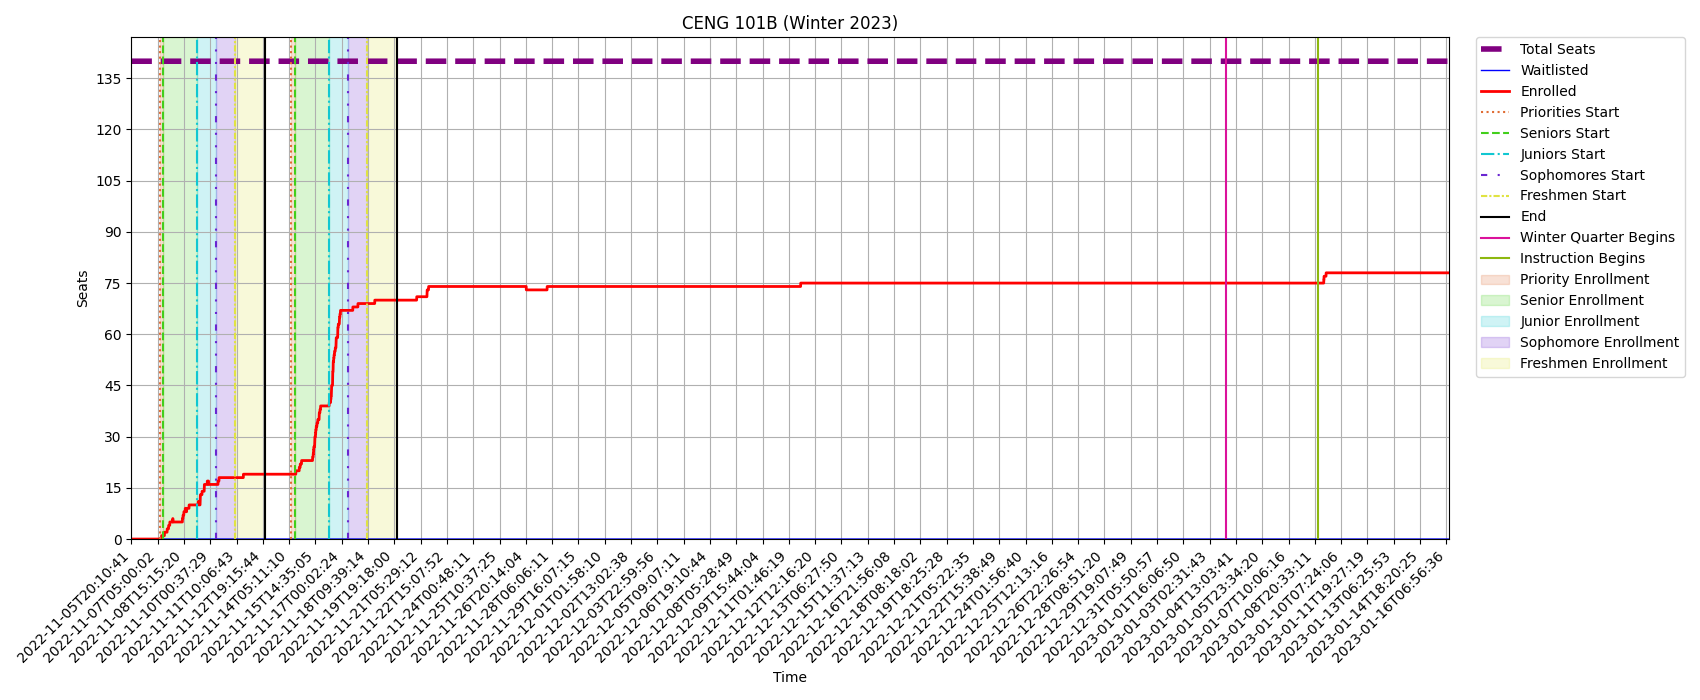 CENG 101B (Winter 2023)
Seats
135
120
105
90
75
60
45
30
15
0
2022-11-05T20:10:41
2022-11-07T05:00:02
2022-11-08T15:15:20
2022-11-10T00:37:29
2022-11-11T10:06:43
2022-11-12T19:15:44
2022-11-14T05:11:10
2022-11-15T14:35:05
2022-11-17T00:02:24
2022-11-18T09:39:14
2022-11-19T19:18:00
2022-11-21T05:29:12
2022-11-22T15:07:52
2022-11-24T00:48:11
2022-11-25T10:37:25
2022-11-26T20:14:04
2022-11-28T06:06:11
2022-11-29T16:07:15
2022-12-01T01:58:10
2022-12-02T13:02:38
2022-12-03T22:59:56
2022-12-05T09:07:11
2022-12-06T19:10:44
2022-12-08T05:28:49
2022-12-09T15:44:04
2022-12-11T01:46:19
2022-12-12T12:16:20
2022-12-13T06:27:50
2022-12-15T11:37:13
2022-12-16T21:56:08
2022-12-18T08:18:02
2022-12-19T18:25:28
2022-12-21T05:22:35
2022-12-22T15:38:49
2022-12-24T01:56:40
2022-12-25T12:13:16
2022-12-26T22:26:54
2022-12-28T08:51:20
2022-12-29T19:07:49
2022-12-31T05:50:57
2023-01-01T16:06:50
2023-01-03T02:31:43
2023-01-04T13:03:41
2023-01-05T23:34:20
2023-01-07T10:06:16
2023-01-08T20:33:11
2023-01-10T07:24:06
2023-01-11T19:27:19
2023-01-13T06:25:53
2023-01-14T18:20:25
2023-01-16T06:56:36
Time
Total Seats
Waitlisted
Enrolled
Priorities Start
Seniors Start
Juniors Start
Sophomores Start
Freshmen Start
End
Winter Quarter Begins
Instruction Begins
Priority Enrollment
Senior Enrollment
Junior Enrollment
Sophomore Enrollment
Freshmen Enrollment